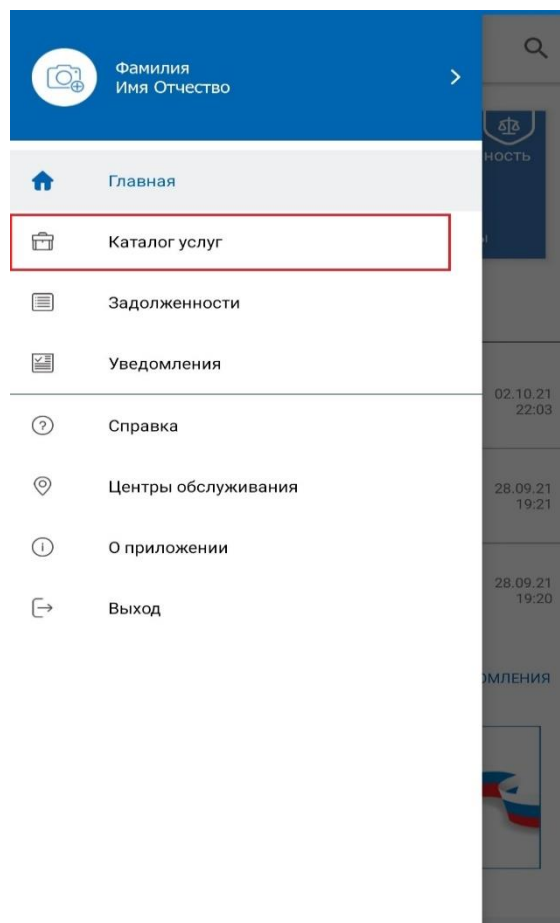 Фамилия
Имя Отчество
ность
Главная
Каталог услуг
Задолженности
Уведомления
02.10.21
22:03
Справка
Центры обслуживания
28.09.21
19:21
О приложении
28.09.21
19:20
Выход
ОМЛЕНИЯ